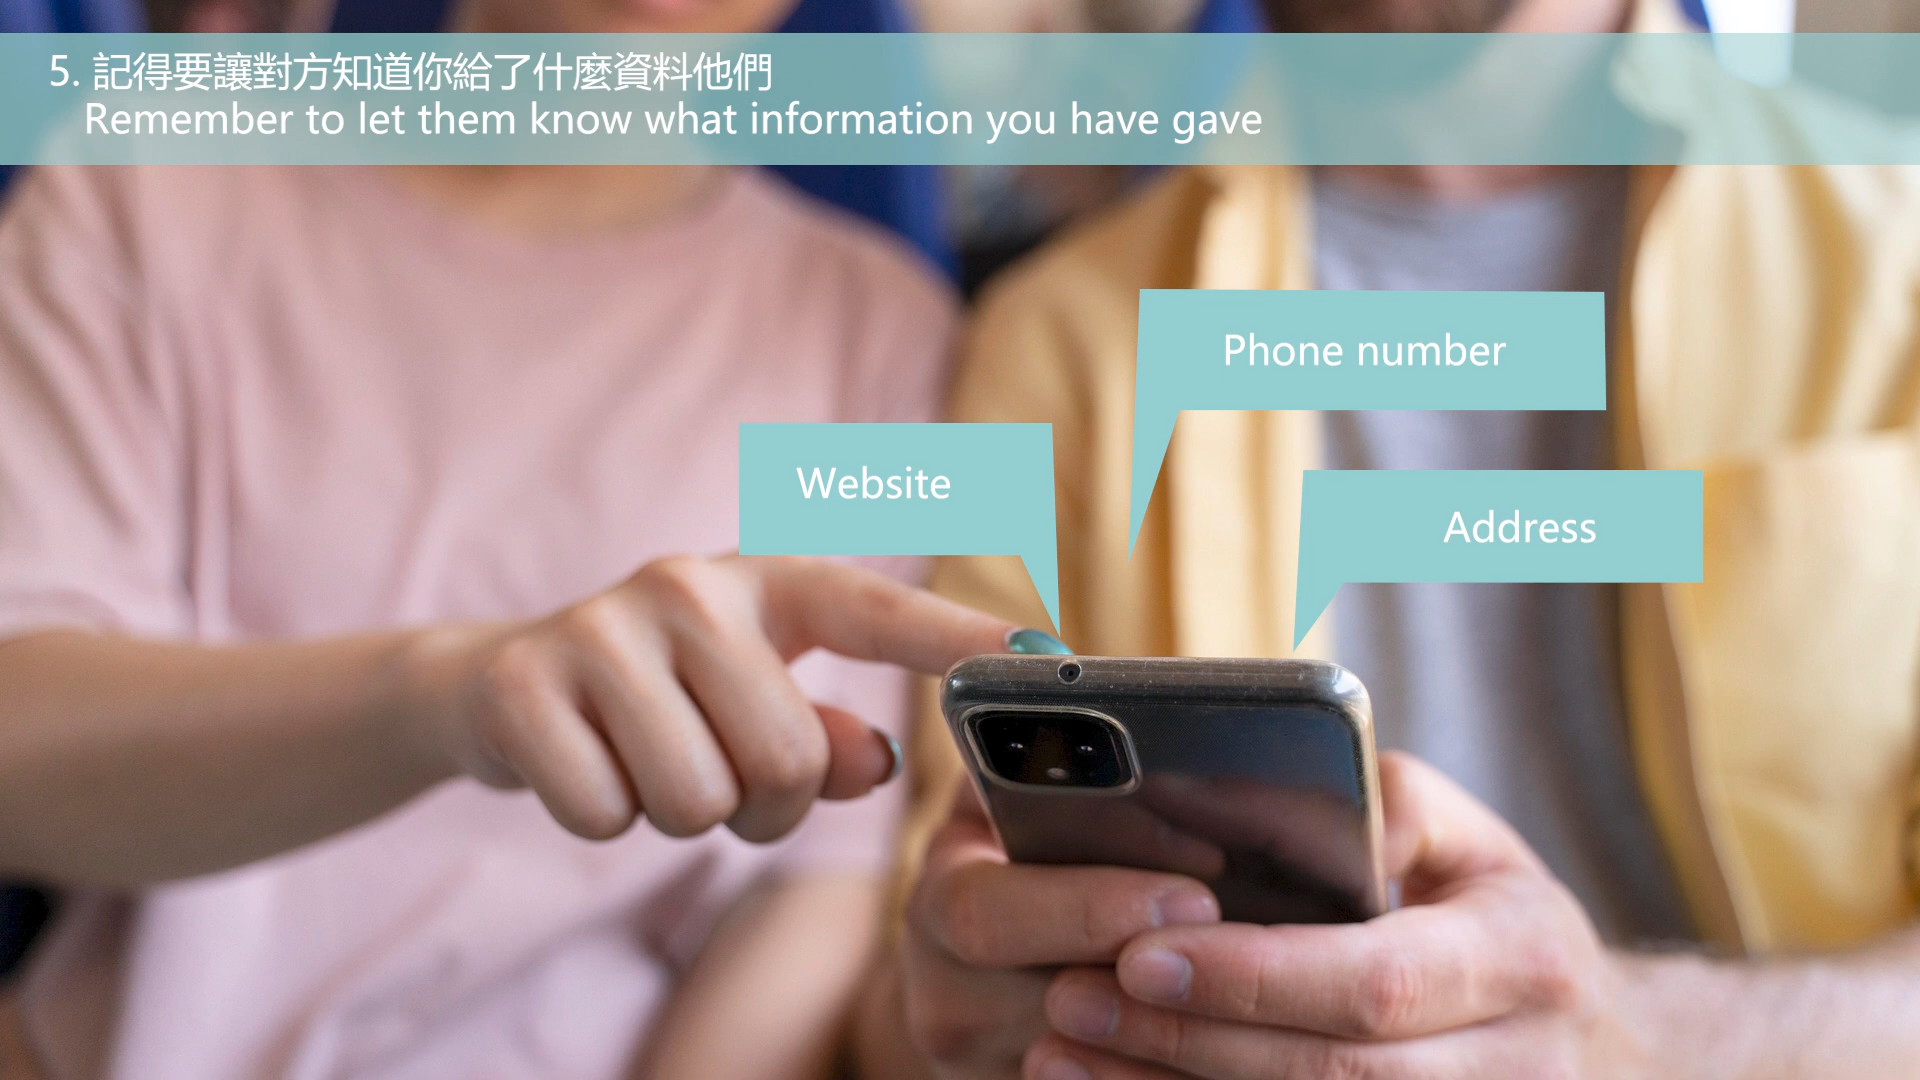 5. 記得要讓對方知道你給了什麼資料他們
Remember to let them know what information you have gave
Phone number
Website
Address